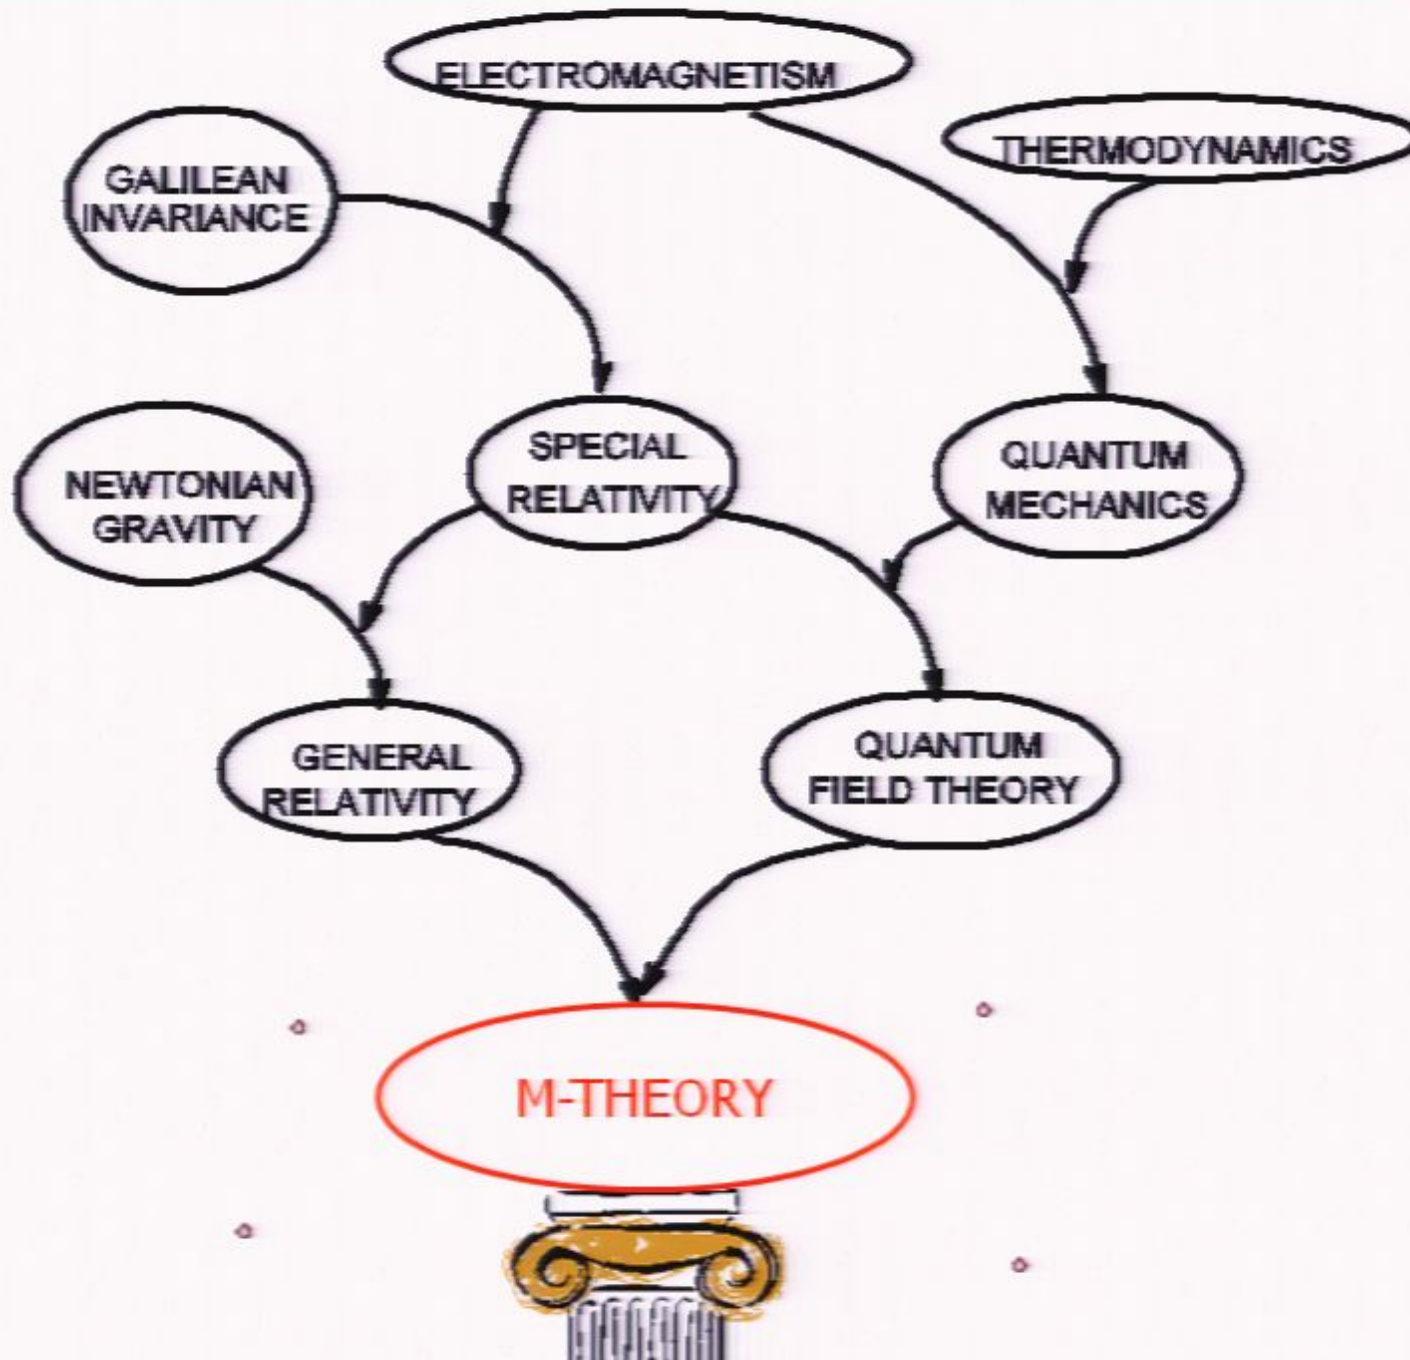 ELECTROMAGNETISM
THERMODYNAMICS
GALILEAN
INVARIANCE
SPECIAL
RELATIVITY
QUANTUM
MECHANICS
NEWTONIAN
GRAVITY
GENERAL
RELATIVITY
QUANTUM
FIELD THEORY
M-THEORY